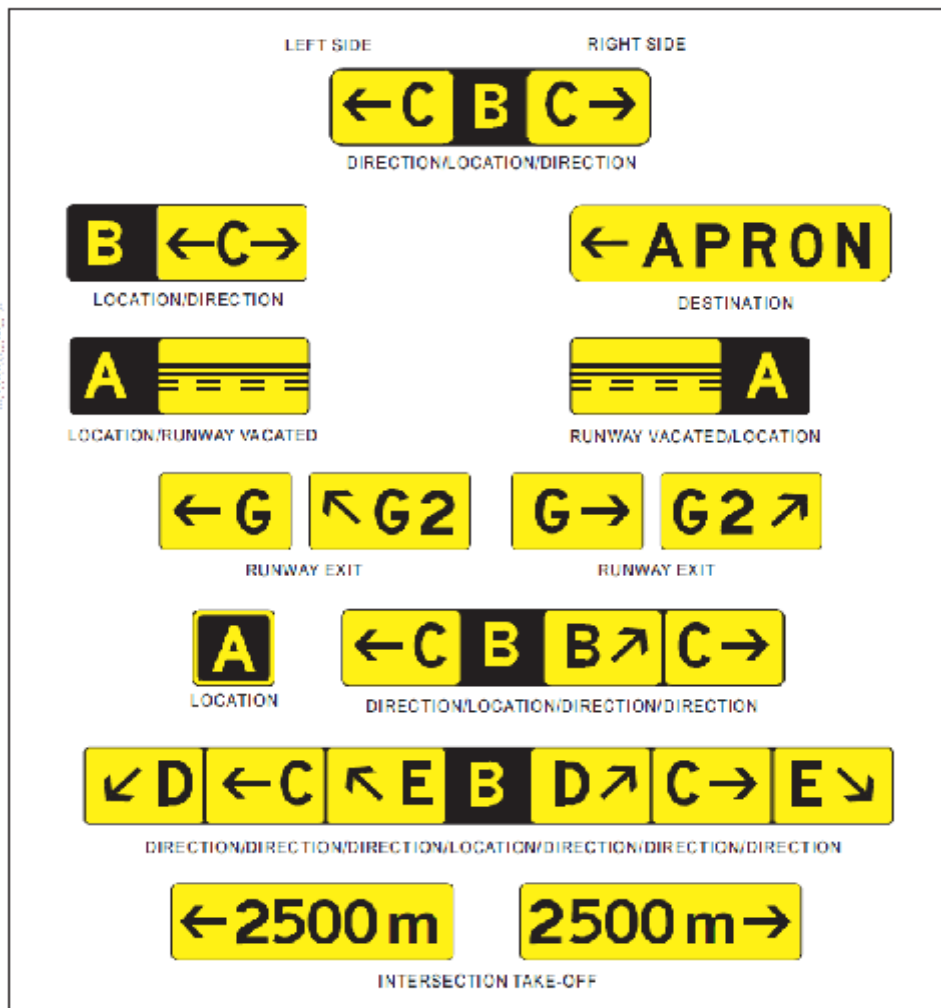 LEFT SIDE RIGHT SIDE
←C B C→
DIRECTION/LOCATION/DIRECTION
B ←C→ ←APRON
LOCATION/DIRECTION DESTINATION
A A
LOCATION/RUNWAY VACATED RUNWAY VACATED/LOCATION
←G ↖G2 G→ G2↗
RUNWAY EXIT RUNWAY EXIT
A ←C B B↗ C→
LOCATION DIRECTION/LOCATION/DIRECTION/DIRECTION
↙D ←C ↖E B D↗ C→ E↘
DIRECTION/DIRECTION/DIRECTION/LOCATION/DIRECTION/DIRECTION/DIRECTION
←2500 m 2500 m→
INTERSECTION TAKE-OFF